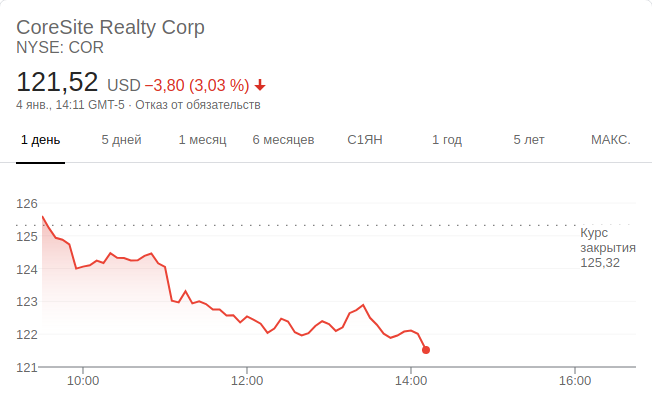 CoreSite Realty Corp
NYSE: COR
121,52 USD −3,80 (3,03 %)
4 янв., 14:11 GMT-5 · Отказ от обязательств
1 день 5 дней 1 месяц 6 месяцев С1ЯН 1 год 5 лет МАКС.
126
125
124
123
122
121
Курс
закрытия
125,32
10:00 12:00 14:00 16:00